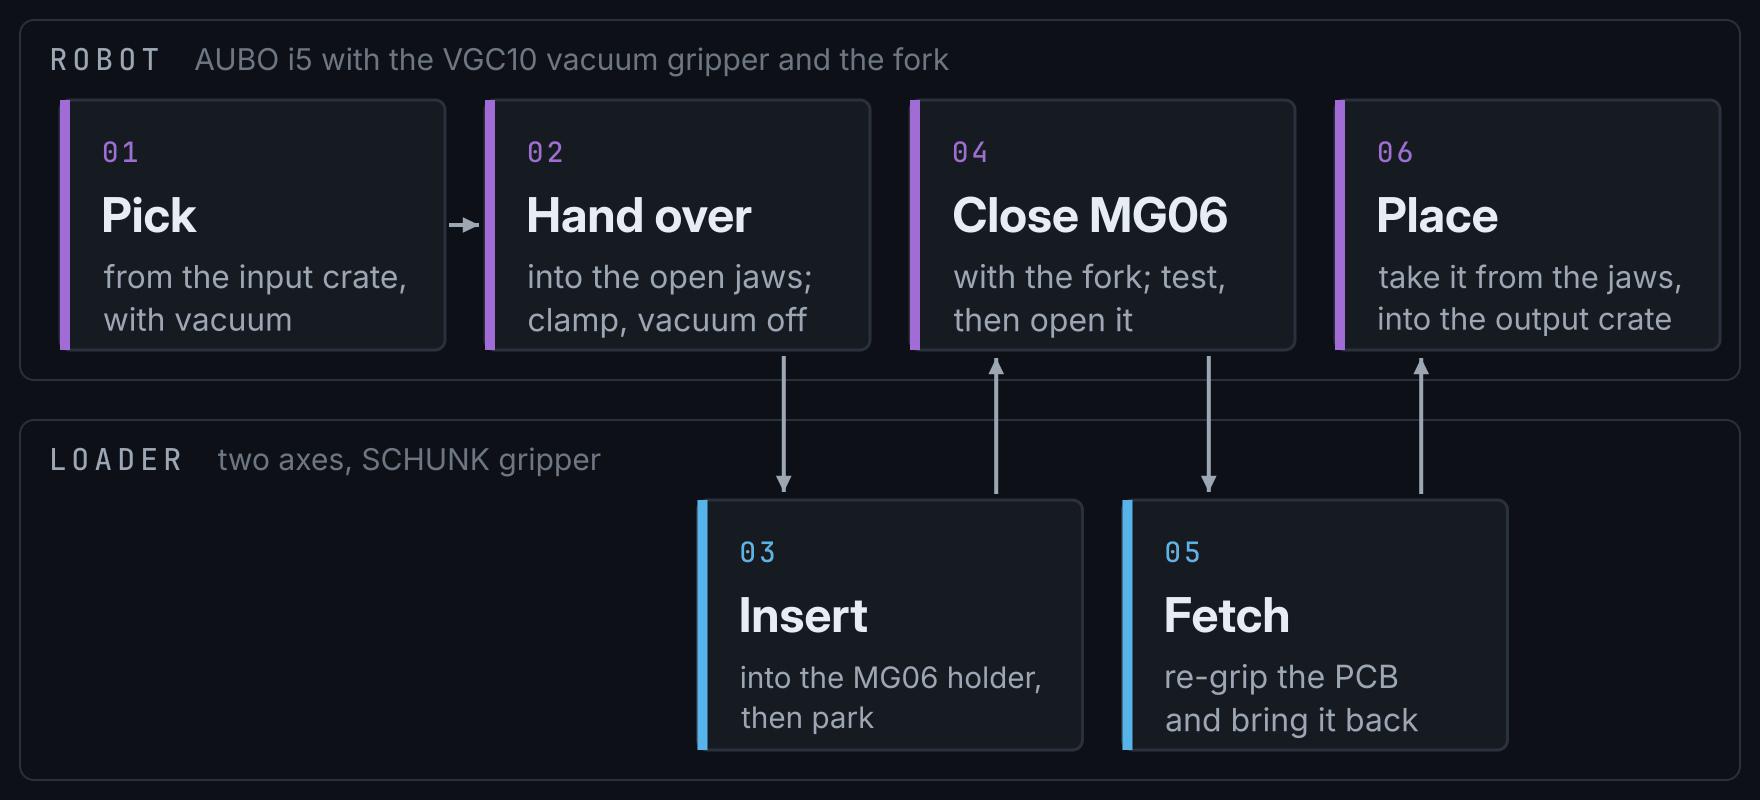 ROBOT AUBO i5 with the VGC10 vacuum gripper and the fork
01
Pick
from the input crate,
with vacuum
02
Hand over
into the open jaws;
clamp, vacuum off
04
Close MG06
with the fork; test,
then open it
06
Place
take it from the jaws,
into the output crate
LOADER two axes, SCHUNK gripper
03
Insert
into the MG06 holder,
then park
05
Fetch
re-grip the PCB
and bring it back